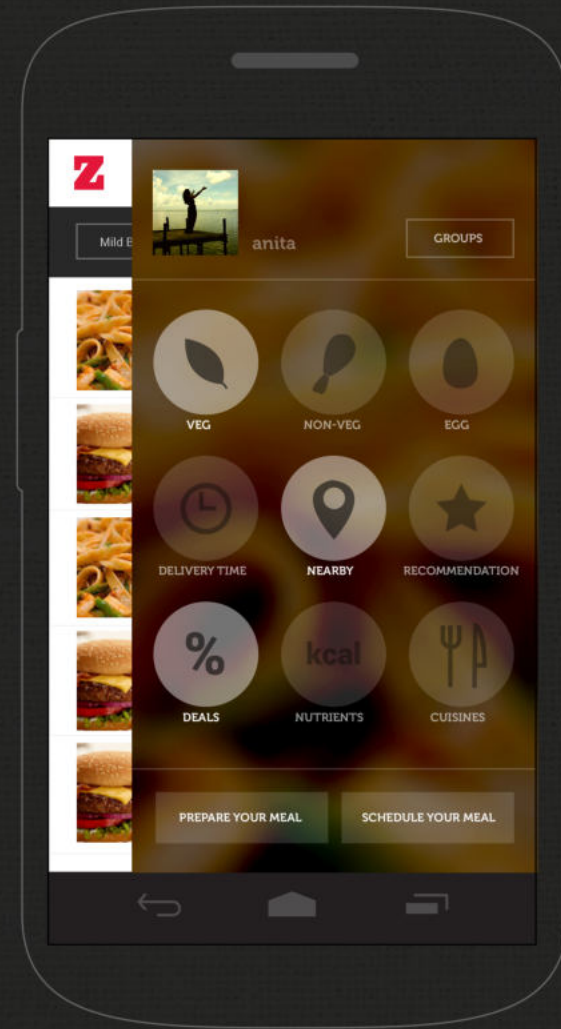 Z
Mild B
anita
GROUPS
VEG
NON-VEG
EGG
DELIVERY TIME
NEARBY
RECOMMENDATION
%
kcal
DEALS
NUTRIENTS
CUISINES
PREPARE YOUR MEAL
SCHEDULE YOUR MEAL